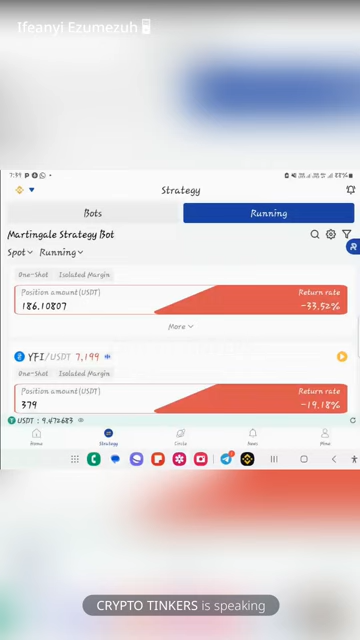 Ifeanyi Ezumezuh
Strategy
Bots
Running
Martingale Strategy Bot
Spot
Running
One-Shot
Isolated Margin
Position amount(USDT)
Return rate
186.10807
-33.52%
More
YFI/USDT 7,199
One-Shot
Isolated Margin
Position amount(USDT)
Return rate
379
-19.18%
USDT : 9.472683
Home
Strategy
Circle
News
Mine
CRYPTO TINKERS is speaking